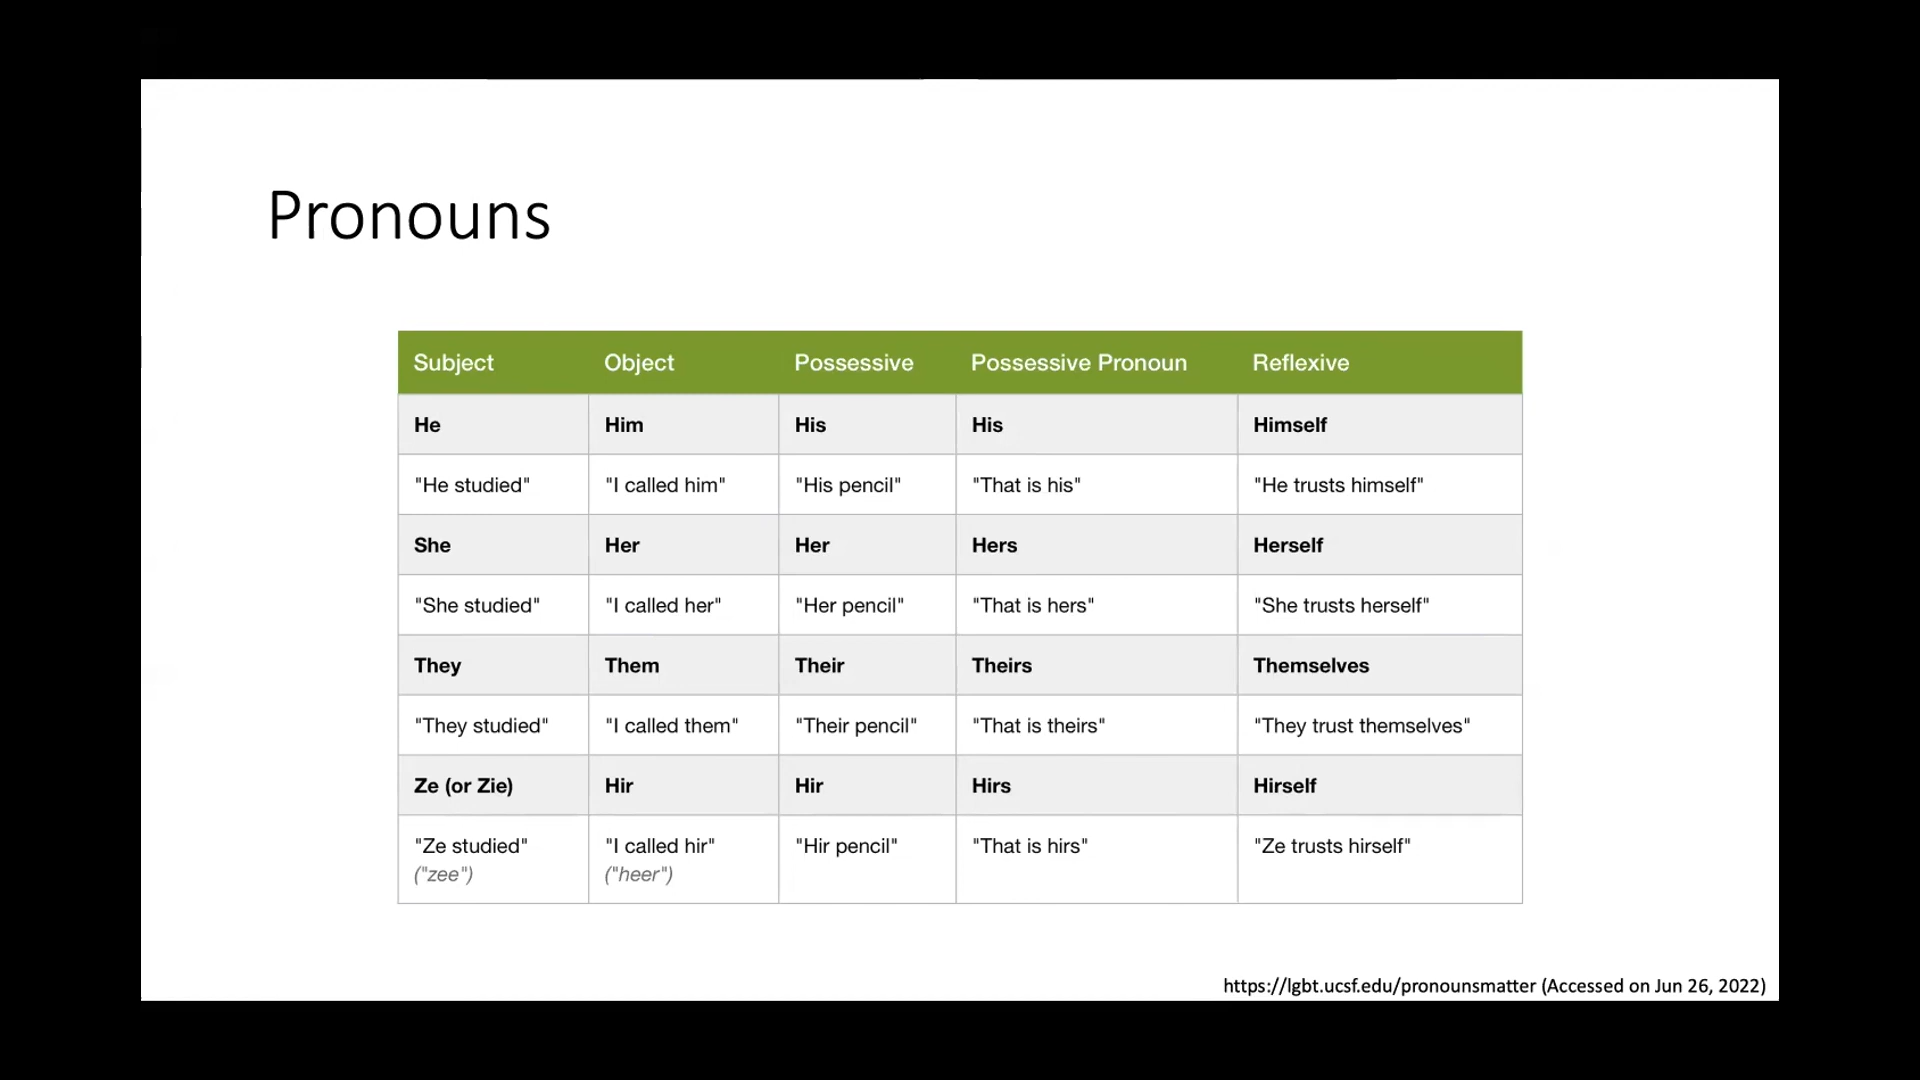 Pronouns
Subject Object Possessive Possessive Pronoun Reflexive
He Him His His Himself
"He studied" "I called him" "His pencil" "That is his" "He trusts himself"
She Her Her Hers Herself
"She studied" "I called her" "Her pencil" "That is hers" "She trusts herself"
They Them Their Theirs Themselves
"They studied" "I called them" "Their pencil" "That is theirs" "They trust themselves"
Ze (or Zie) Hir Hir Hirs Hirself
"Ze studied" "I called hir" "Hir pencil" "That is hirs" "Ze trusts hirself"
("zee") ("heer")
https://lgbt.ucsf.edu/pronounsmatter (Accessed on Jun 26, 2022)